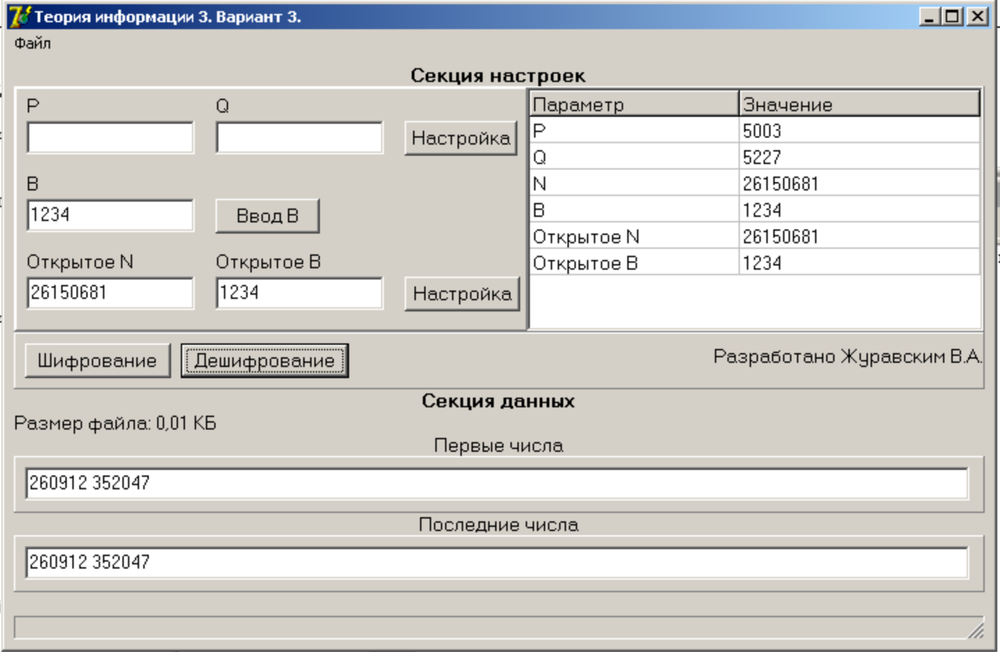 Теория информации 3. Вариант 3.
Файл
Секция настроек
P Q
Настройка
B
1234 Ввод B
Открытое N Открытое B
26150681 1234 Настройка
Параметр Значение
P 5003
Q 5227
N 26150681
B 1234
Открытое N 26150681
Открытое B 1234
Шифрование Дешифрование Разработано Журавским В.А.
Секция данных
Размер файла: 0,01 КБ
Первые числа
260912 352047
Последние числа
260912 352047